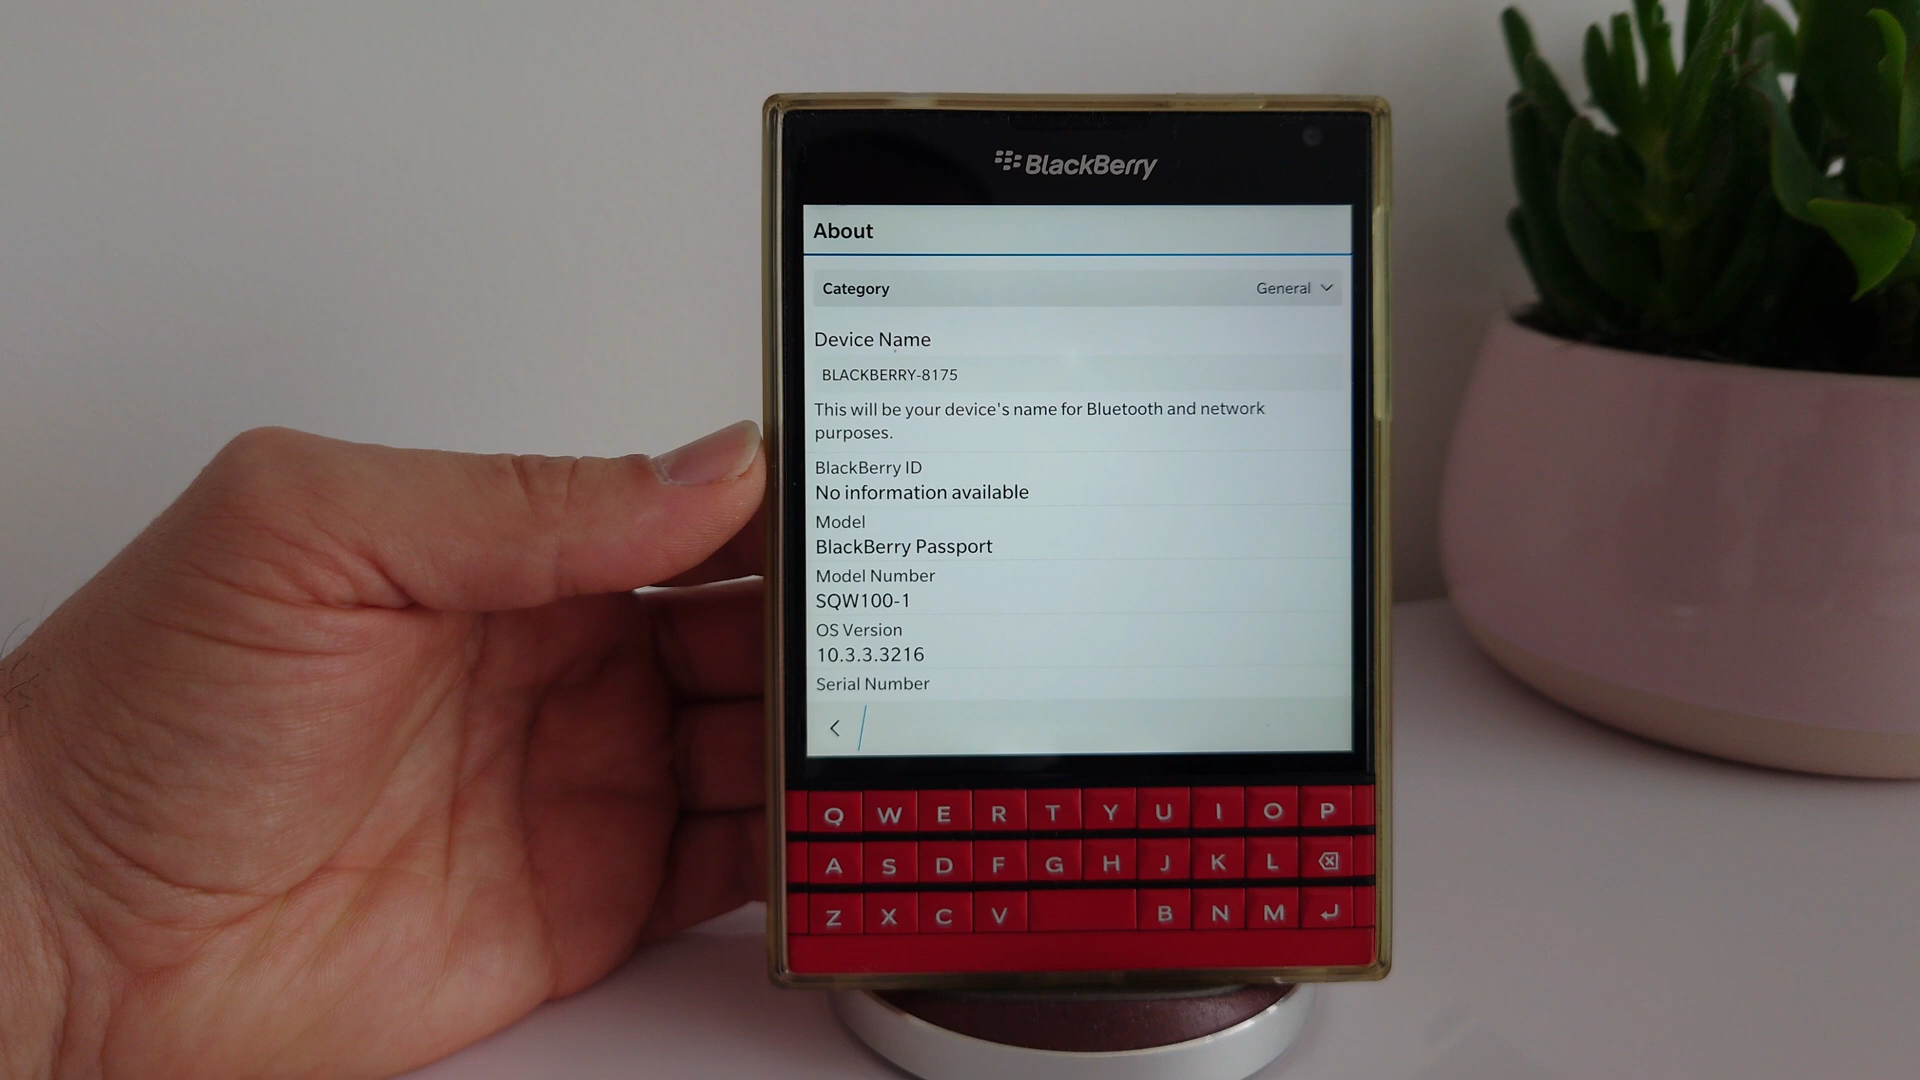 BlackBerry
About
Category General
Device Name
BLACKBERRY-8175
This will be your device's name for Bluetooth and network
purposes.
BlackBerry ID
No information available
Model
BlackBerry Passport
Model Number
SQW100-1
OS Version
10.3.3.3216
Serial Number
Q W E R T Y U I O P
A S D F G H J K L
Z X C V B N M